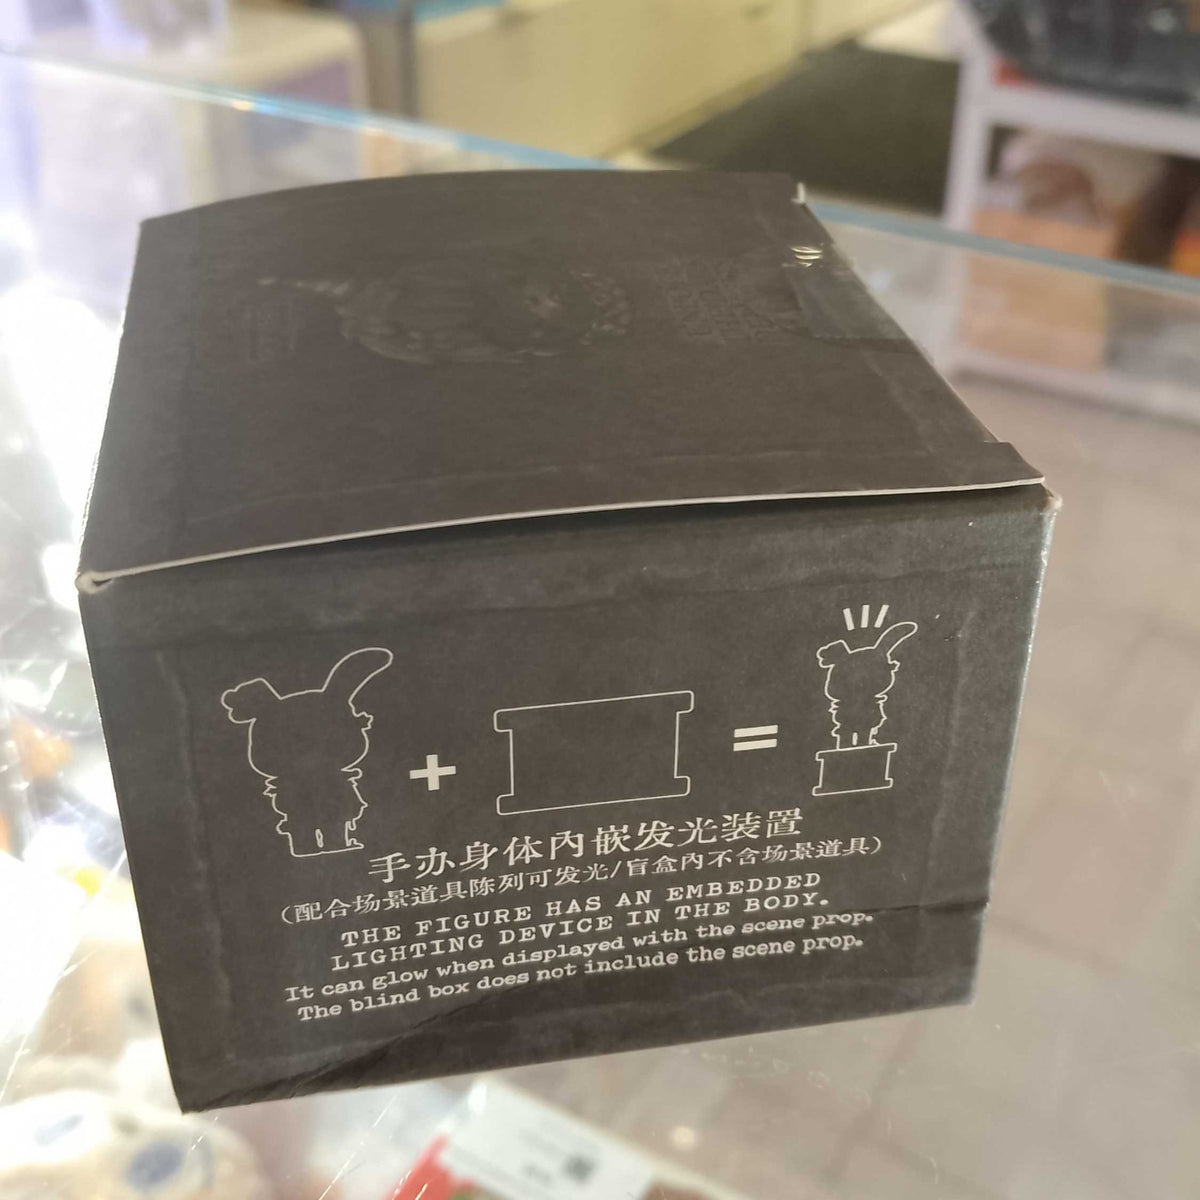 + =
手办身体内嵌发光装置
（配合场景道具陈列可发光/盲盒内不含场景道具）
THE FIGURE HAS AN EMBEDDED
LIGHTING DEVICE IN THE BODY.
It can glow when displayed with the scene prop.
The blind box does not include the scene prop.